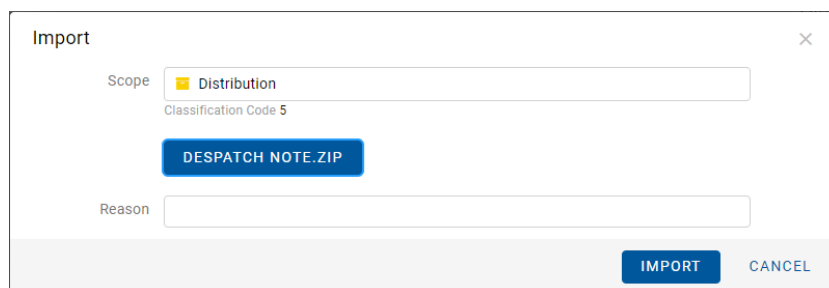 Import
Scope
Distribution
Classification Code 5
DESPATCH NOTE.ZIP
Reason
IMPORT
CANCEL